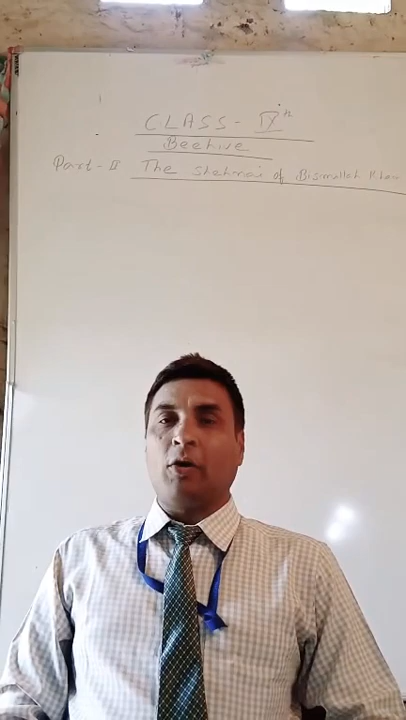 CLASS - IXth
Beehive
Part - II The Shehnai of Bismillah Khan